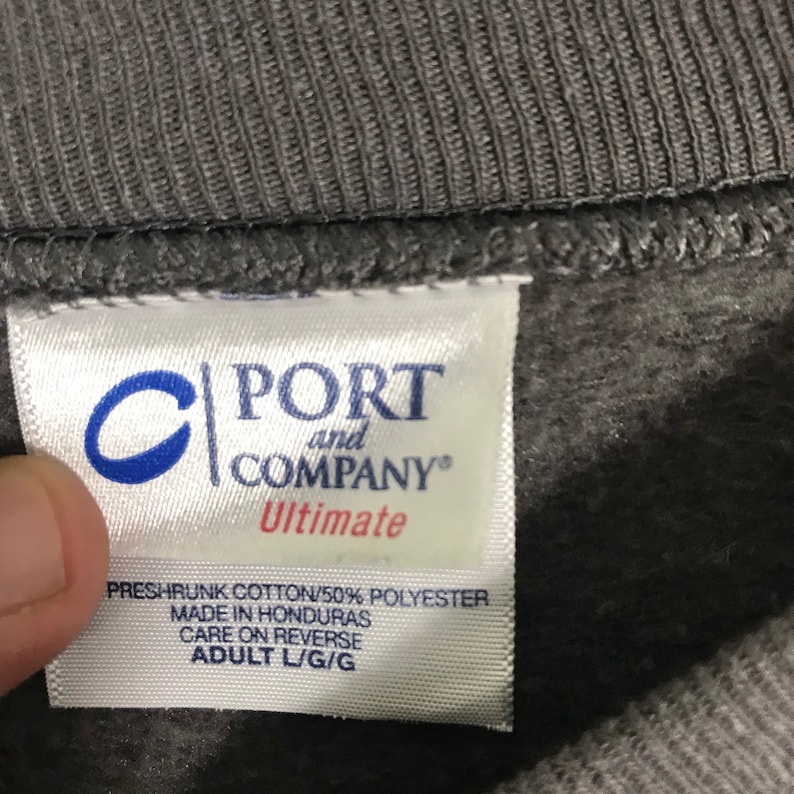 PORT
and
COMPANY®
Ultimate
PRESHRUNK COTTON/50% POLYESTER
MADE IN HONDURAS
CARE ON REVERSE
ADULT L/G/G